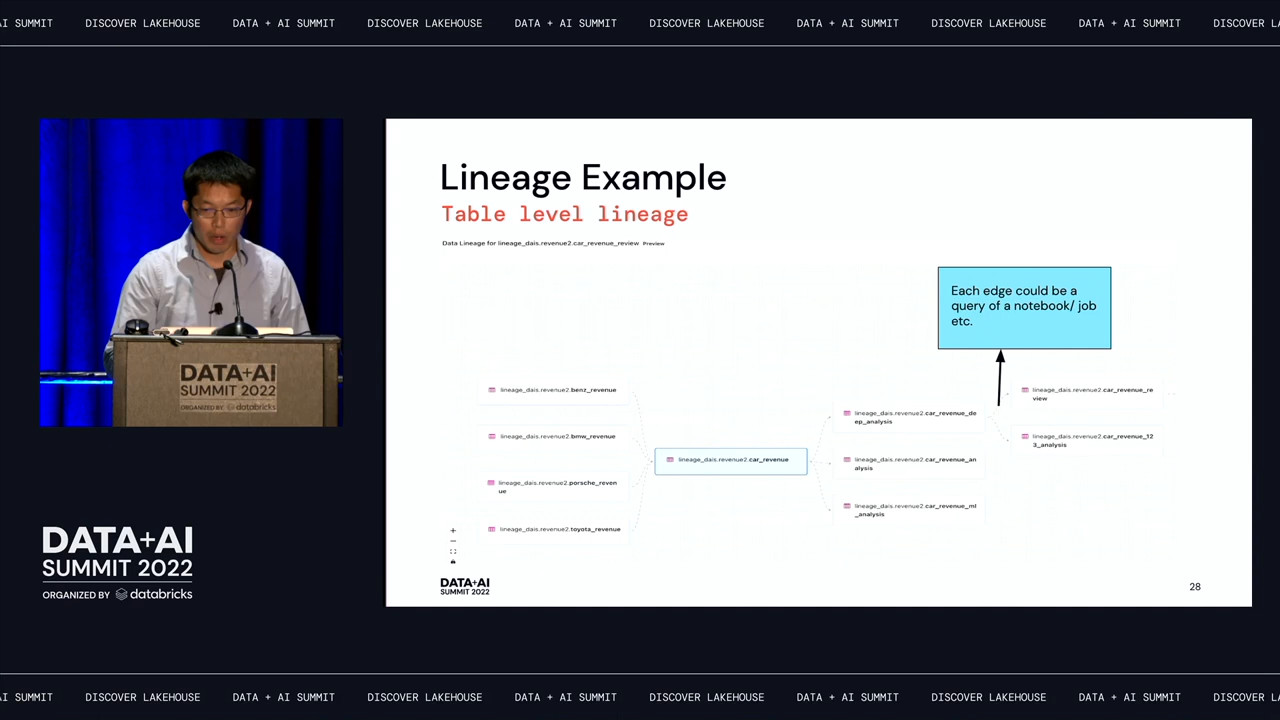 AI SUMMIT DISCOVER LAKEHOUSE DATA + AI SUMMIT DISCOVER LAKEHOUSE DATA + AI SUMMIT DISCOVER LAKEHOUSE DATA + AI SUMMIT DISCOVER LAKEHOUSE DATA + AI SUMMIT DISCOVER L
Lineage Example
Table level lineage
Data Lineage for lineage_dais.revenue2.car_revenue_review Preview
Each edge could be a
query of a notebook/ job
etc.
lineage_dais.revenue2.benz_revenue
lineage_dais.revenue2.bmw_revenue
lineage_dais.revenue2.porsche_reven
ue
lineage_dais.revenue2.toyota_revenue
lineage_dais.revenue2.car_revenue
lineage_dais.revenue2.car_revenue_de
ep_analysis
lineage_dais.revenue2.car_revenue_an
alysis
lineage_dais.revenue2.car_revenue_ml
_analysis
lineage_dais.revenue2.car_revenue_re
view
lineage_dais.revenue2.car_revenue_12
3_analysis
DATA+AI
SUMMIT 2022
28
DATA+AI
SUMMIT 2022
ORGANIZED BY databricks
DATA+AI
SUMMIT 2022
ORGANIZED BY databricks
AI SUMMIT DISCOVER LAKEHOUSE DATA + AI SUMMIT DISCOVER LAKEHOUSE DATA + AI SUMMIT DISCOVER LAKEHOUSE DATA + AI SUMMIT DISCOVER LAKEHOUSE DATA + AI SUMMIT DISCOVER L